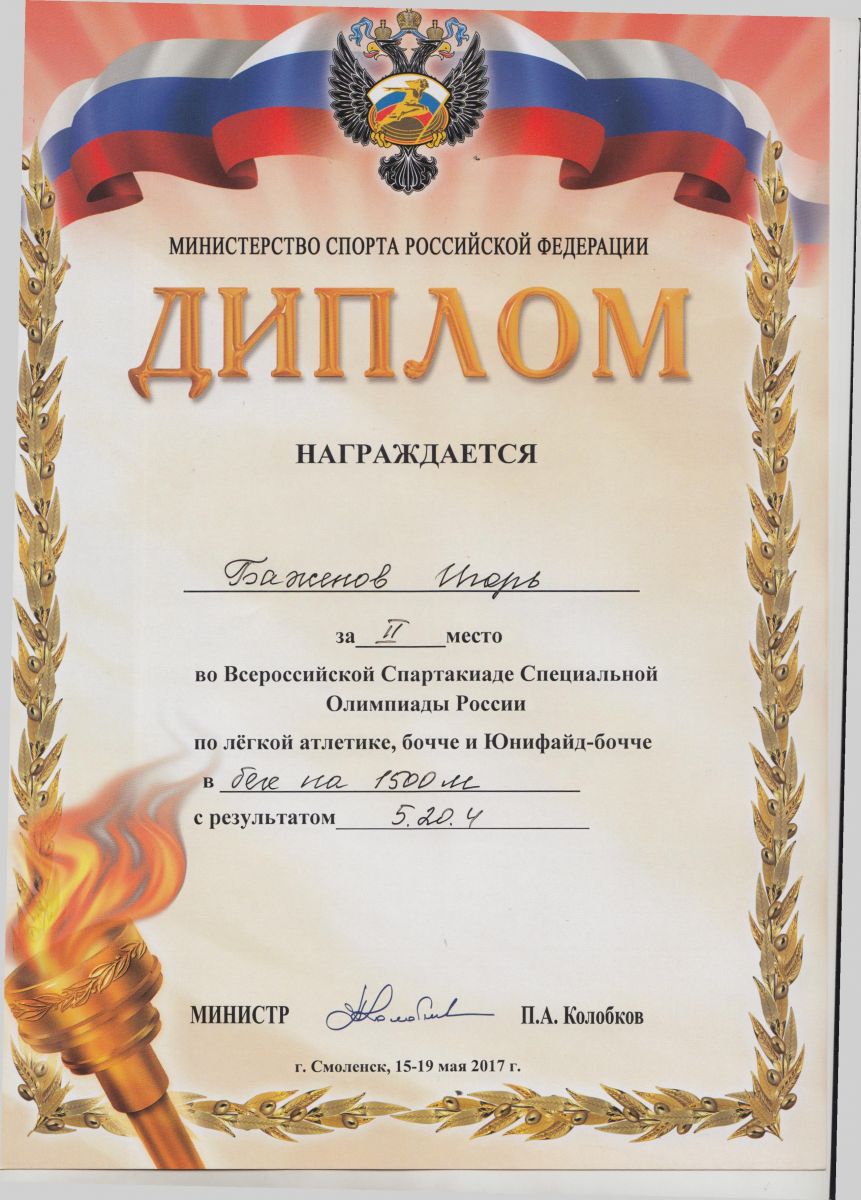 МИНИСТЕРСТВО СПОРТА РОССИЙСКОЙ ФЕДЕРАЦИИ
ДИПЛОМ
НАГРАЖДАЕТСЯ
Баженов Игорь
за II место
во Всероссийской Спартакиаде Специальной
Олимпиады России
по лёгкой атлетике, бочче и Юнифайд-бочче
в беге на 1500 м
с результатом 5.20.4
МИНИСТР П.А. Колобков
г. Смоленск, 15-19 мая 2017 г.